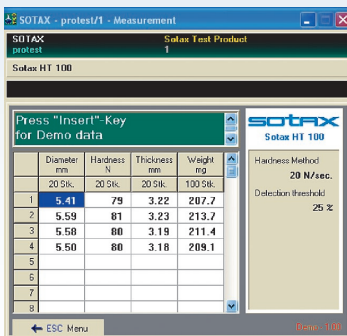 SOTAX - protest/1 - Measurement
SOTAX Sotax Test Product
protest 1
Sotax HT 100
Press "Insert"-Key
for Demo data
SOTAX
Sotax HT 100
Diameter Hardness Thickness Weight
mm N mm mg
20 Stk. 20 Stk. 20 Stk. 100 Stk.
1 5.41 79 3.22 207.7
2 5.59 81 3.23 213.7
3 5.58 80 3.19 211.4
4 5.50 80 3.18 209.1
5
6
7
8
Hardness Method
20 N/sec.
Detection threshold
25 %
ESC Menu